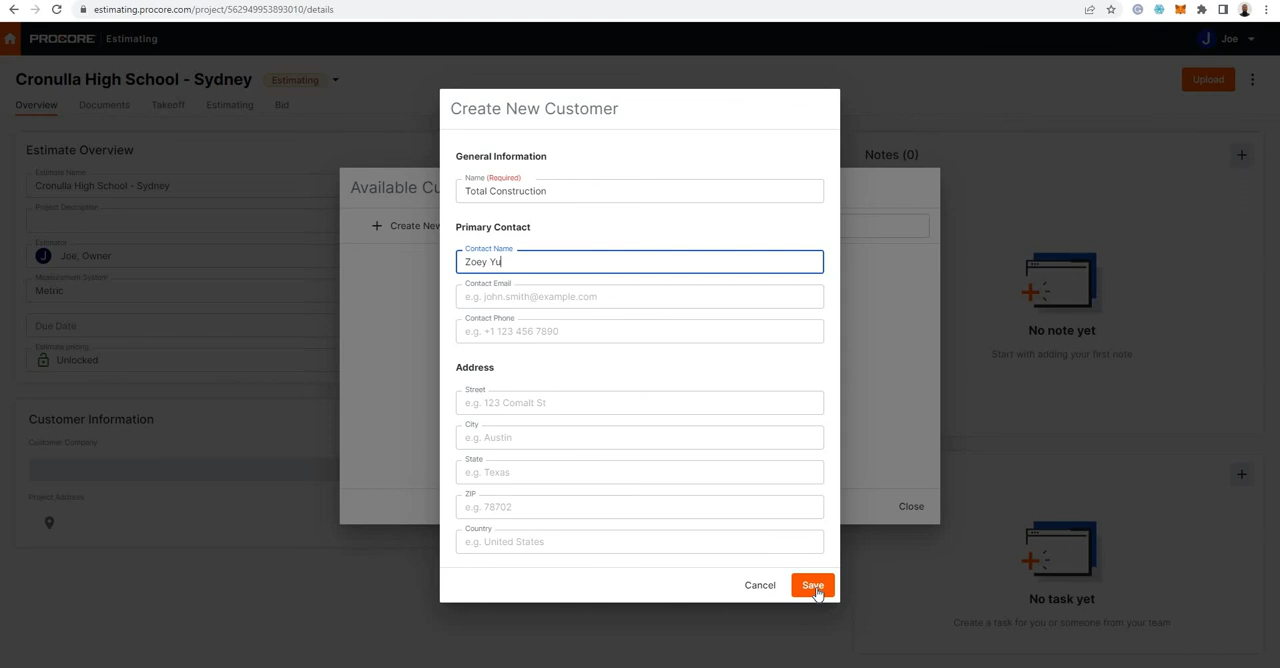 estimating.procore.com/project/562949953893010/details
PROCORE Estimating
J Joe
Cronulla High School - Sydney Estimating
Upload
Overview Documents Takeoff Estimating Bid
Create New Customer
Estimate Overview
Notes (0)
General Information
Estimate Name
Cronulla High School - Sydney
Name (Required)
Total Construction
Available Cu
Project Description
Create New
Primary Contact
Estimator
Joe, Owner
Contact Name
Zoey Yu
Measurement System
Metric
Contact Email
e.g. john.smith@example.com
Due Date
Contact Phone
e.g. +1 123 456 7890
No note yet
Estimate
Unlocked
Start with adding your first note
Address
Street
e.g. 123 Comalt St
Customer Information
City
e.g. Austin
Customer Company
State
e.g. Texas
Project Address
ZIP
e.g. 78702
Close
Country
e.g. United States
Cancel Save
No task yet
Create a task for you or someone from your team